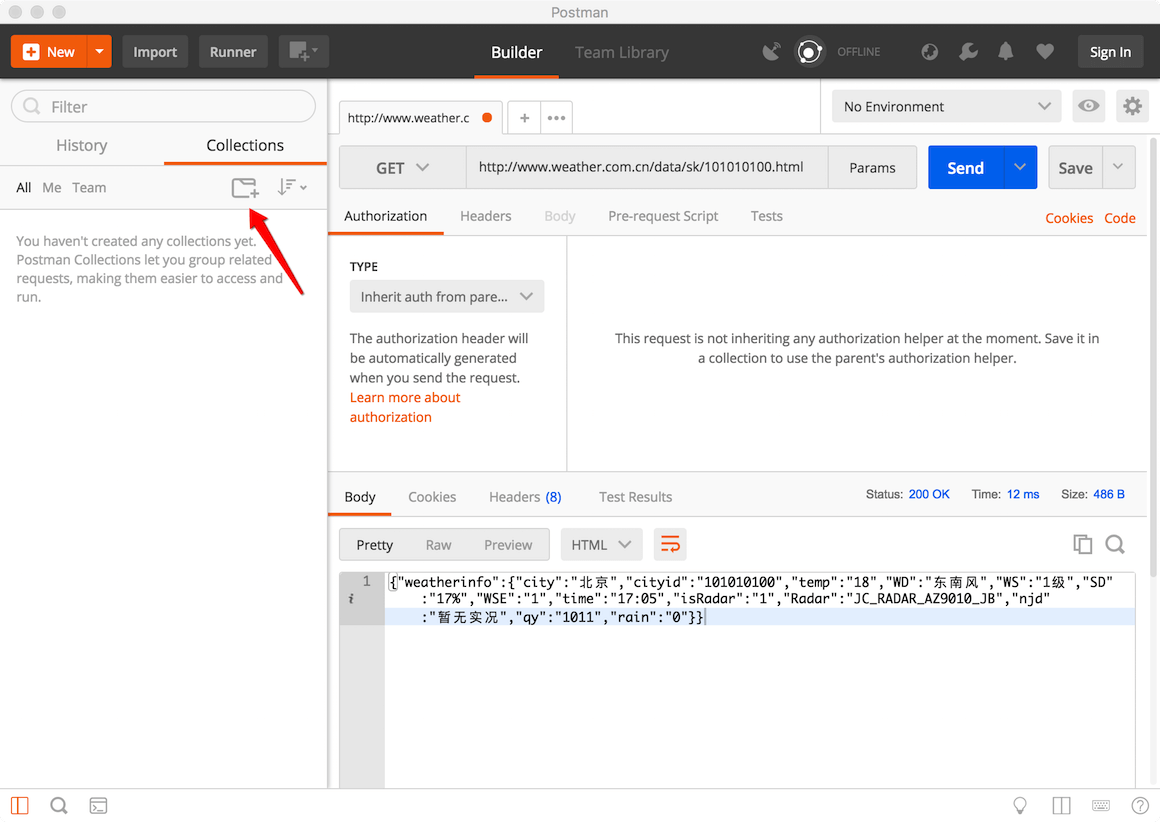 Postman
New
Import
Runner
Builder
Team Library
OFFLINE
Sign In
Filter
History
Collections
All Me Team
You haven't created any collections yet.
Postman Collections let you group related
requests, making them easier to access and
run.
http://www.weather.c
No Environment
GET
http://www.weather.com.cn/data/sk/101010100.html
Params
Send
Save
Authorization
Headers
Body
Pre-request Script
Tests
Cookies
Code
TYPE
Inherit auth from pare...
The authorization header will
be automatically generated
when you send the request.
Learn more about
authorization
This request is not inheriting any authorization helper at the moment. Save it in
a collection to use the parent's authorization helper.
Body
Cookies
Headers (8)
Test Results
Status: 200 OK
Time: 12 ms
Size: 486 B
Pretty
Raw
Preview
HTML
1
i
{"weatherinfo":{"city":"北京","cityid":"101010100","temp":"18","WD":"东南风","WS":"1级","SD"
:"17%","WSE":"1","time":"17:05","isRadar":"1","Radar":"JC_RADAR_AZ9010_JB","njd"
:"暂无实况","qy":"1011","rain":"0"}}